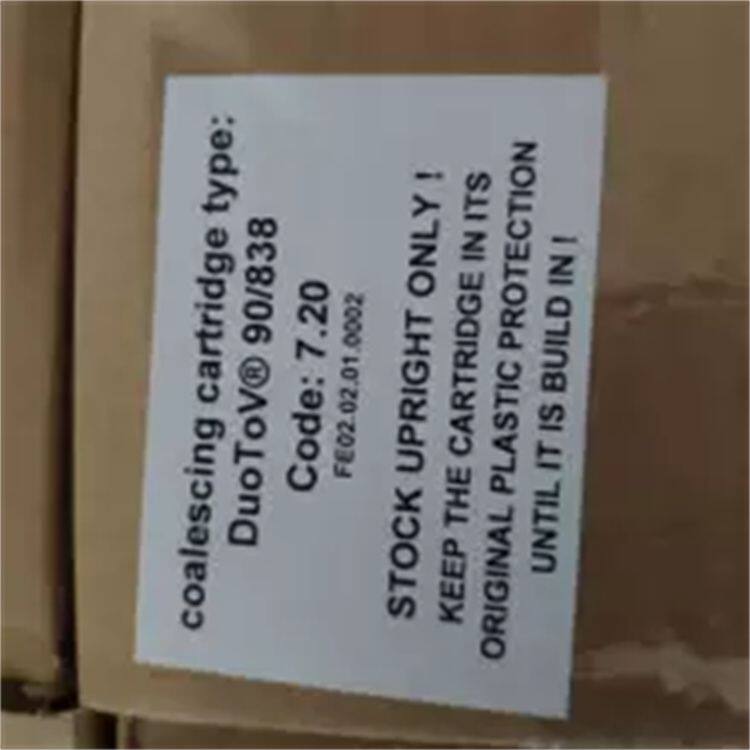 coalescing cartridge type:
DuoToV® 90/838
Code: 7.20
FE02.02.01.0002
STOCK UPRIGHT ONLY !
KEEP THE CARTRIDGE IN ITS
ORIGINAL PLASTIC PROTECTION
UNTIL IT IS BUILD IN !